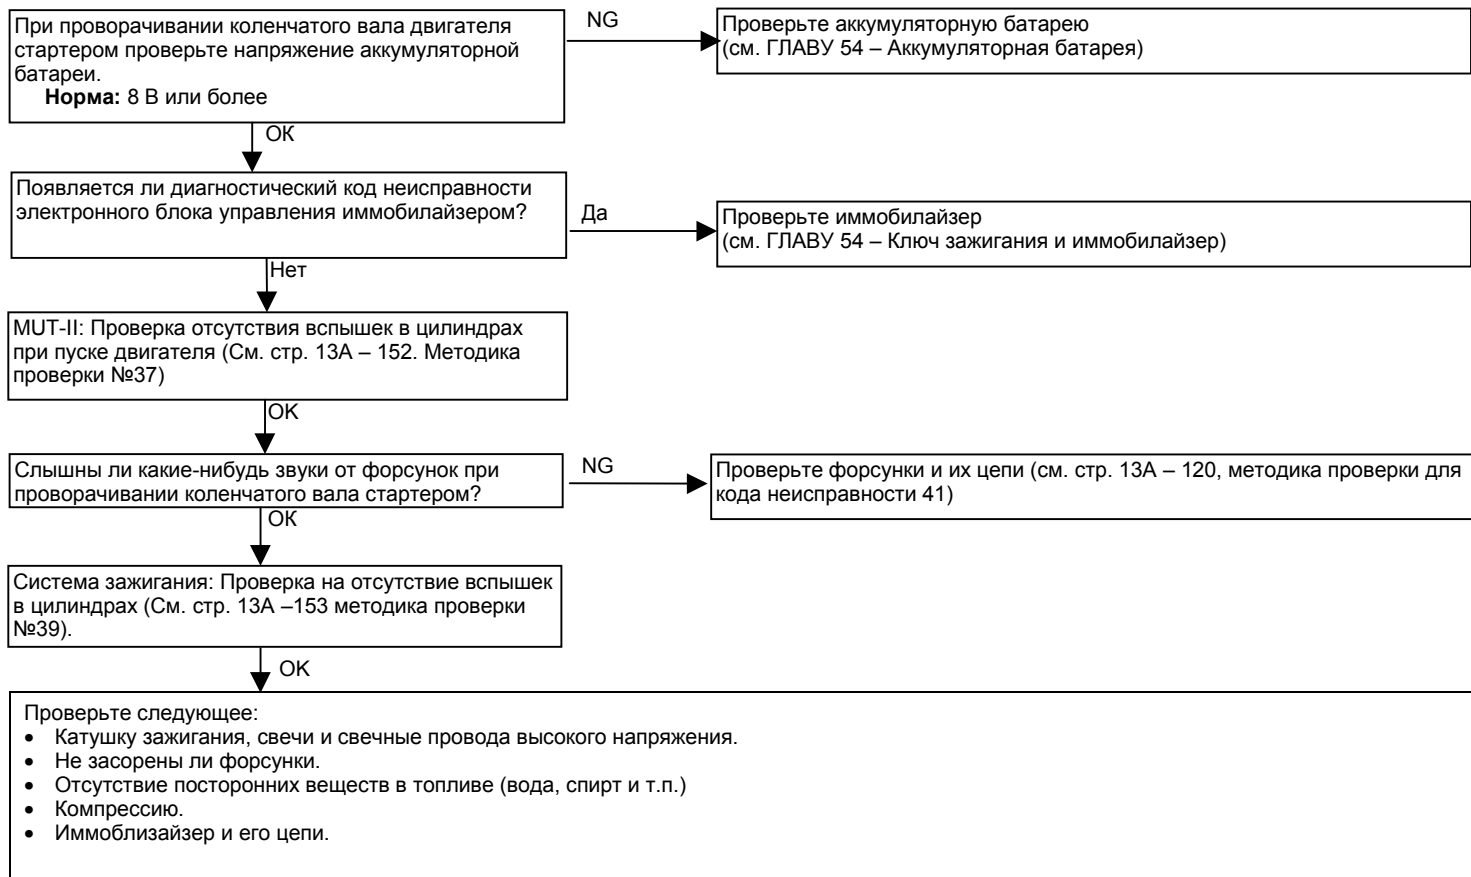 При проворачивании коленчатого вала двигателя
стартером проверьте напряжение аккумуляторной
батареи.
Норма: 8 В или более
NG
Проверьте аккумуляторную батарею
(см. ГЛАВУ 54 – Аккумуляторная батарея)
OK
Появляется ли диагностический код неисправности
электронного блока управления иммобилайзером?
Да
Проверьте иммобилайзер
(см. ГЛАВУ 54 – Ключ зажигания и иммобилайзер)
Нет
MUT-II: Проверка отсутствия вспышек в цилиндрах
при пуске двигателя (См. стр. 13А – 152. Методика
проверки №37)
OK
Слышны ли какие-нибудь звуки от форсунок при
проворачивании коленчатого вала стартером?
NG
Проверьте форсунки и их цепи (см. стр. 13А – 120, методика проверки для
кода неисправности 41)
OK
Система зажигания: Проверка на отсутствие вспышек
в цилиндрах (См. стр. 13А –153 методика проверки
№39).
OK
Проверьте следующее:
• Катушку зажигания, свечи и свечные провода высокого напряжения.
• Не засорены ли форсунки.
• Отсутствие посторонних веществ в топливе (вода, спирт и т.п.)
• Компрессию.
• Иммоблизайзер и его цепи.